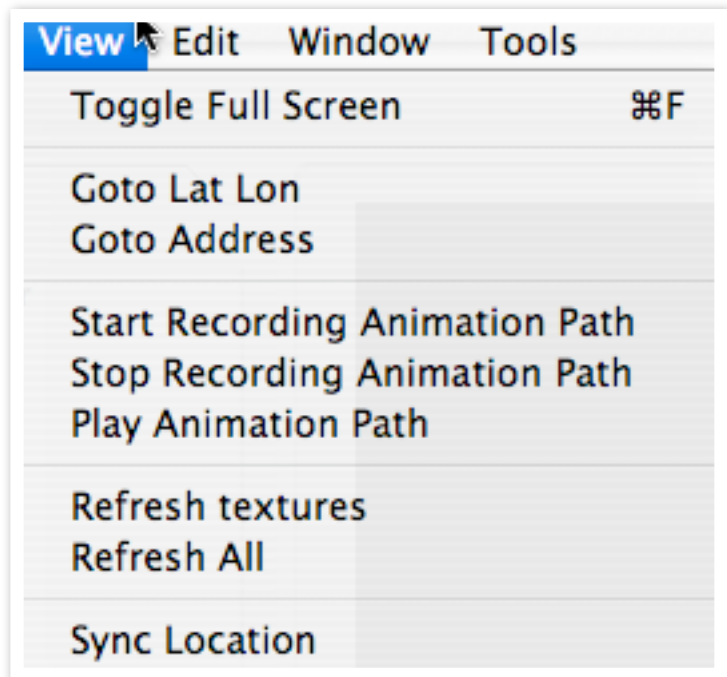 View Edit Window Tools
Toggle Full Screen ⌘F
Goto Lat Lon
Goto Address
Start Recording Animation Path
Stop Recording Animation Path
Play Animation Path
Refresh textures
Refresh All
Sync Location